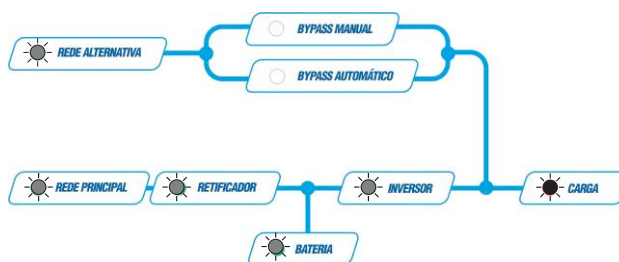 BYPASS MANUAL
REDE ALTERNATIVA
BYPASS AUTOMÁTICO
REDE PRINCIPAL
RETIFICADOR
INVERSOR
CARGA
BATERIA